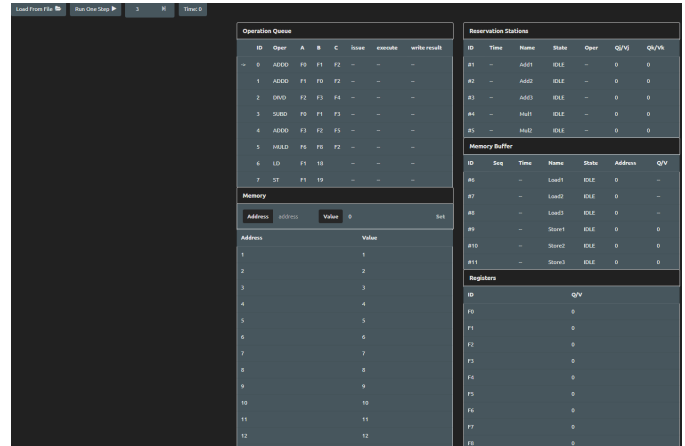 Load From File Run One Step 3 Time: 0
Operation Queue
ID Oper A B C issue execute write result
→ 0 ADDD F0 F1 F2 -- -- --
1 ADDD F1 F0 F2 -- -- --
2 DIVD F2 F3 F4 -- -- --
3 SUBD F0 F1 F3 -- -- --
4 ADDD F3 F2 F5 -- -- --
5 MULD F6 F8 F2 -- -- --
6 LD F1 18 -- -- --
7 ST F1 19 -- -- --
Memory
Address address Value 0 Set
Address Value
1 1
2 2
3 3
4 4
5 5
6 6
7 7
8 8
9 9
10 10
11 11
12 12
Reservation Stations
ID Time Name State Oper Qj/Vj Qk/Vk
#1 -- Add1 IDLE -- 0 0
#2 -- Add2 IDLE -- 0 0
#3 -- Add3 IDLE -- 0 0
#4 -- Mul1 IDLE -- 0 0
#5 -- Mul2 IDLE -- 0 0
Memory Buffer
ID Seq Time Name State Address Q/V
#6 -- Load1 IDLE 0 --
#7 -- Load2 IDLE 0 --
#8 -- Load3 IDLE 0 --
#9 -- Store1 IDLE 0 0
#10 -- Store2 IDLE 0 0
#11 -- Store3 IDLE 0 0
Registers
ID Q/V
F0 0
F1 0
F2 0
F3 0
F4 0
F5 0
F6 0
F7 0
F8 0